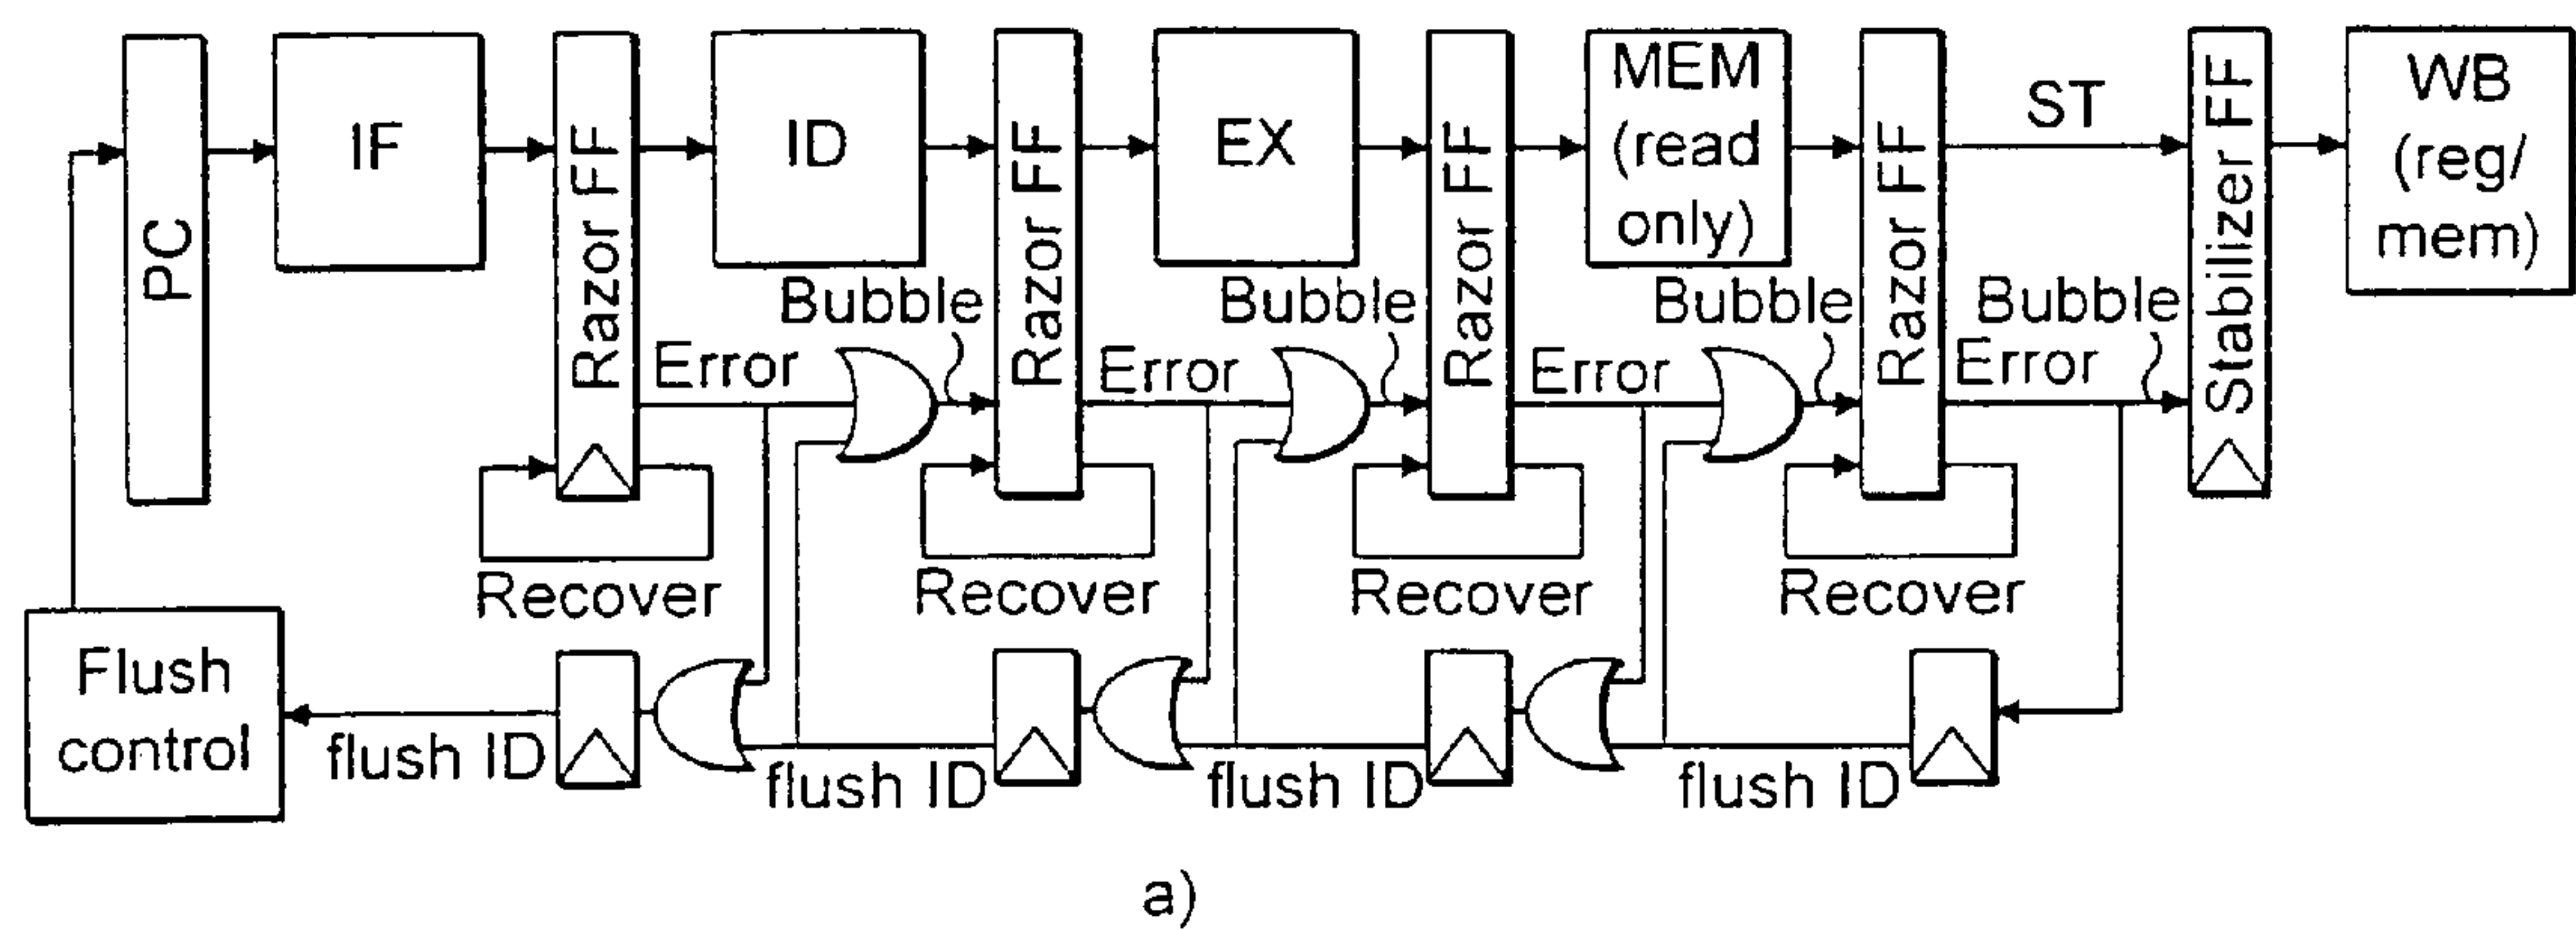 PC
IF
Razor FF
ID
Razor FF
EX
Razor FF
MEM
(read
only)
Razor FF
ST
Stabilizer FF
WB
(reg/
mem)
Bubble
Bubble
Bubble
Bubble
Error
Error
Error
Error
Recover
Recover
Recover
Recover
Flush
control
flush ID
flush ID
flush ID
flush ID
a)